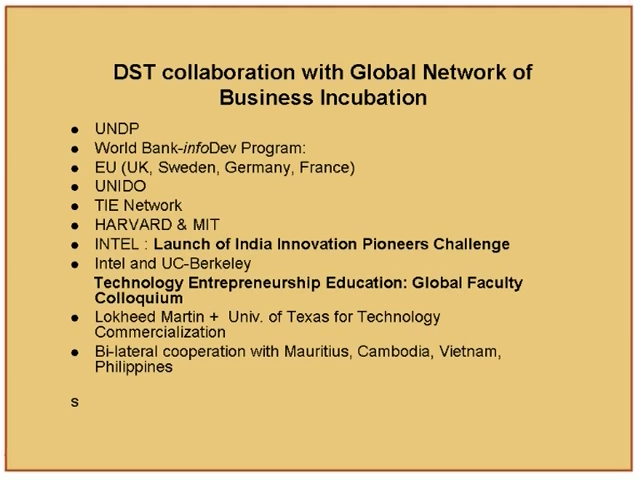 DST collaboration with Global Network of
Business Incubation
● UNDP
● World Bank-infoDev Program:
● EU (UK, Sweden, Germany, France)
● UNIDO
● TIE Network
● HARVARD & MIT
● INTEL : Launch of India Innovation Pioneers Challenge
● Intel and UC-Berkeley
Technology Entrepreneurship Education: Global Faculty
Colloquium
● Lokheed Martin + Univ. of Texas for Technology
Commercialization
● Bi-lateral cooperation with Mauritius, Cambodia, Vietnam,
Philippines
s